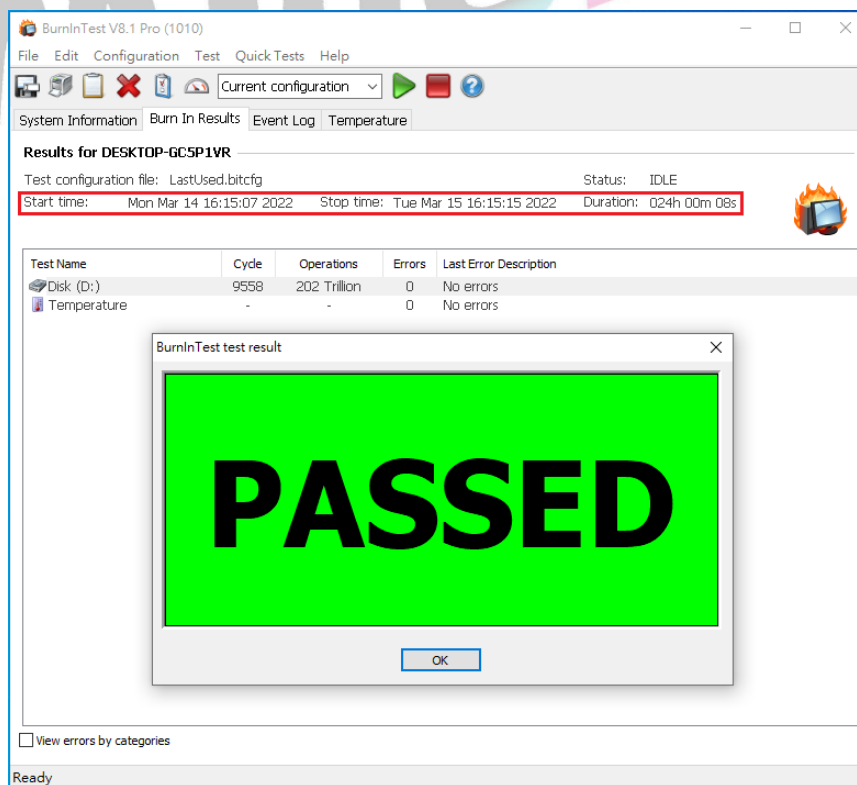 BurnInTest V8.1 Pro (1010)
File Edit Configuration Test Quick Tests Help
Current configuration
System Information Burn In Results Event Log Temperature
Results for DESKTOP-GC5P1VR
Test configuration file: LastUsed.bitcfg Status: IDLE
Start time: Mon Mar 14 16:15:07 2022 Stop time: Tue Mar 15 16:15:15 2022 Duration: 024h 00m 08s
Test Name Cycle Operations Errors Last Error Description
Disk (D:) 9558 202 Trillion 0 No errors
Temperature - - 0 No errors
BurnInTest test result
PASSED
OK
View errors by categories
Ready